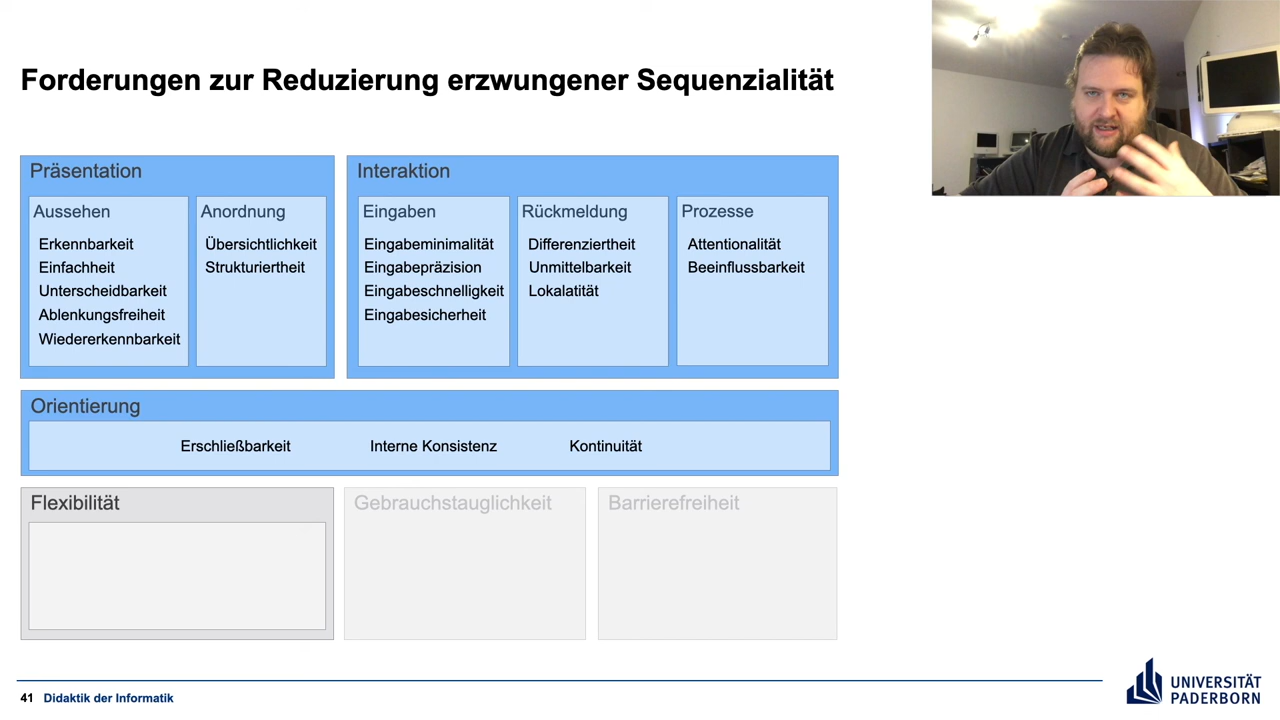 Forderungen zur Reduzierung erzwungener Sequenzialität
Präsentation
Aussehen
Erkennbarkeit
Einfachheit
Unterscheidbarkeit
Ablenkungsfreiheit
Wiedererkennbarkeit
Anordnung
Übersichtlichkeit
Strukturiertheit
Interaktion
Eingaben
Eingabeminimalität
Eingabepräzision
Eingabeschnelligkeit
Eingabesicherheit
Rückmeldung
Differenziertheit
Unmittelbarkeit
Lokalatität
Prozesse
Attentionalität
Beeinflussbarkeit
Orientierung
Erschließbarkeit
Interne Konsistenz
Kontinuität
Flexibilität
Gebrauchstauglichkeit
Barrierefreiheit
41 Didaktik der Informatik
UNIVERSITÄT
PADERBORN